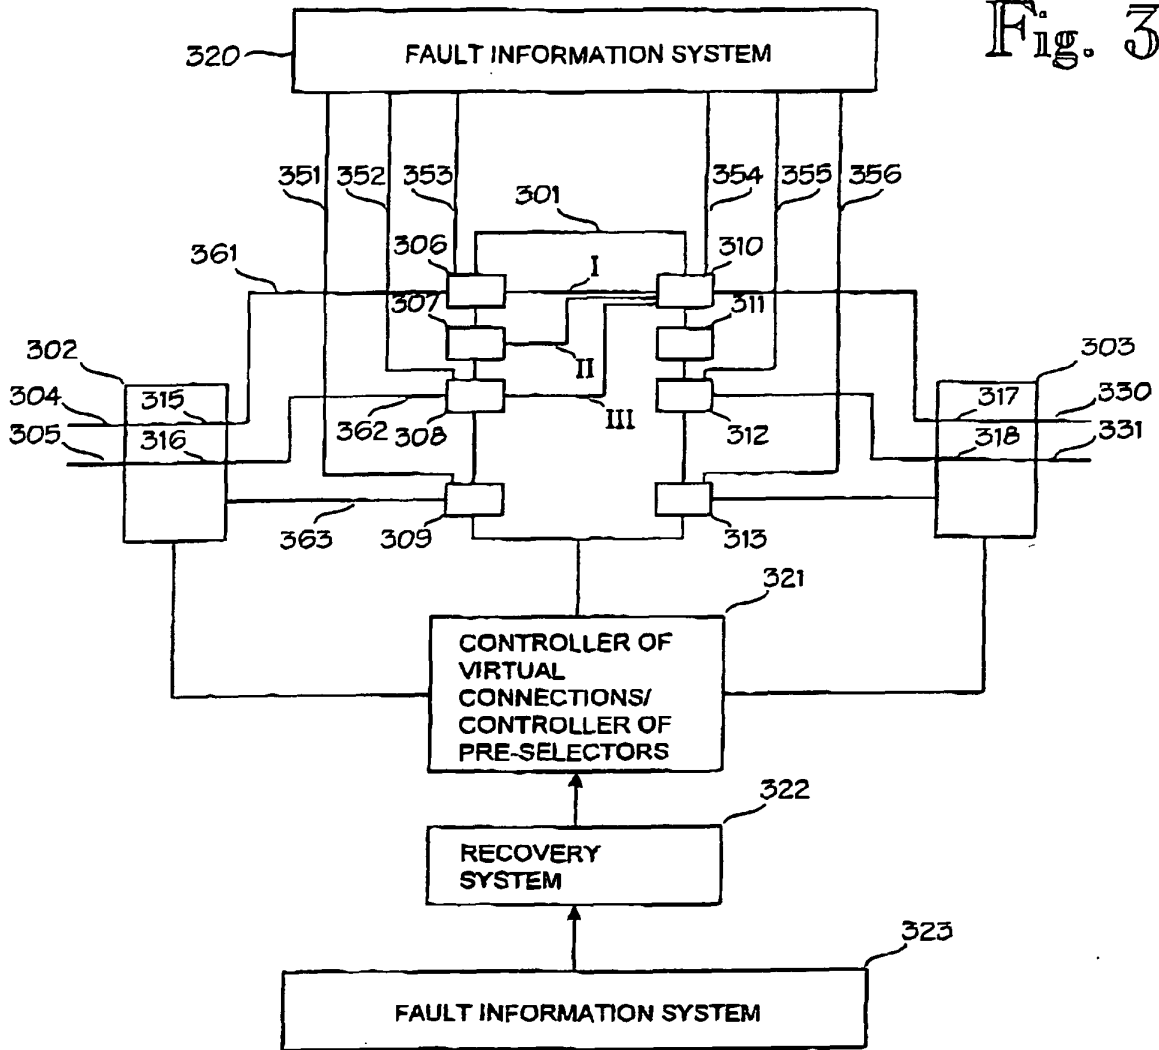 Fig. 3
320
FAULT INFORMATION SYSTEM
351
352
353
354
355
356
301
306
310
361
I
307
311
302
II
303
304
315
317
330
305
316
362
308
III
312
318
331
363
309
313
321
CONTROLLER OF
VIRTUAL
CONNECTIONS/
CONTROLLER OF
PRE-SELECTORS
322
RECOVERY
SYSTEM
323
FAULT INFORMATION SYSTEM